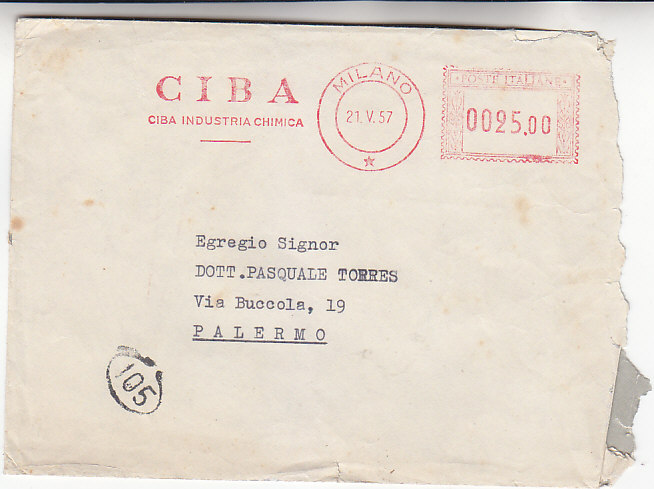 CIBA
CIBA INDUSTRIA CHIMICA
MILANO
21. V. 57
POSTE ITALIANE
0025.00
Egregio Signor
DOTT.PASQUALE TORRES
Via Buccola, 19
PALERMO
105